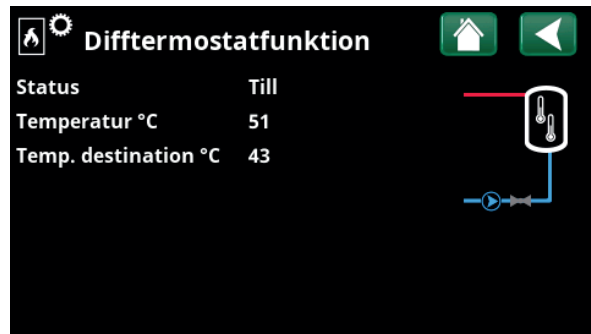 Difftermostatfunktion
Status Till
Temperatur °C 51
Temp. destination °C 43